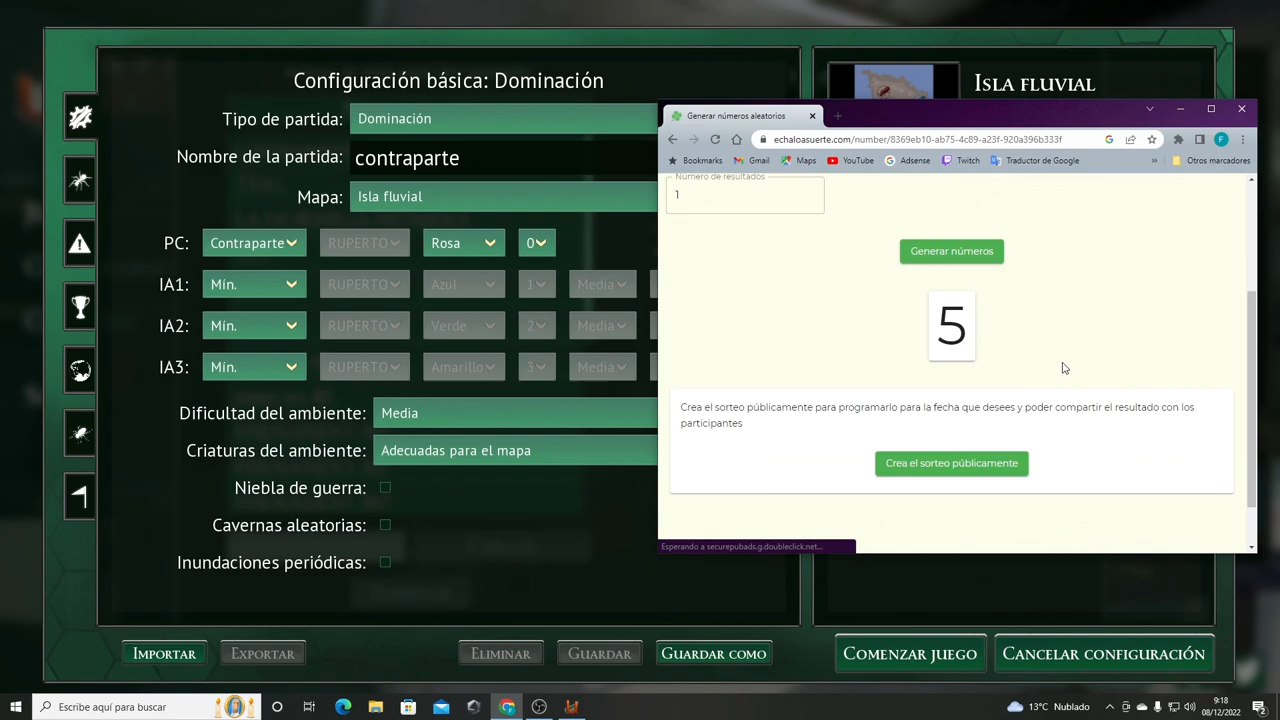 Configuración básica: Dominación
Tipo de partida: Dominación
Nombre de la partida: contraparte
Mapa: Isla fluvial
PC: Contraparte RUPERTO Rosa 0
IA1: Mín. RUPERTO Azul 1 Media
IA2: Mín. RUPERTO Verde 2 Media
IA3: Mín. RUPERTO Amarillo 3 Media
Dificultad del ambiente: Media
Criaturas del ambiente: Adecuadas para el mapa
Niebla de guerra:
Cavernas aleatorias:
Inundaciones periódicas:
Importar Exportar Eliminar Guardar Guardar como
Isla fluvial
Comenzar juego Cancelar configuración
Generar números aleatorios
echaloasuerte.com/number/8369eb10-ab75-4c89-a23f-920a396b333f
F
Bookmarks Gmail Maps YouTube Adsense Twitch Traductor de Google » Otros marcadores
Número de resultados
1
Generar números
5
Crea el sorteo públicamente para programarlo para la fecha que desees y poder compartir el resultado con los
participantes
Crea el sorteo públicamente
Esperando a securepubads.g.doubleclick.net...
Escribe aquí para buscar
13°C Nublado
9:18
08/12/2022
2